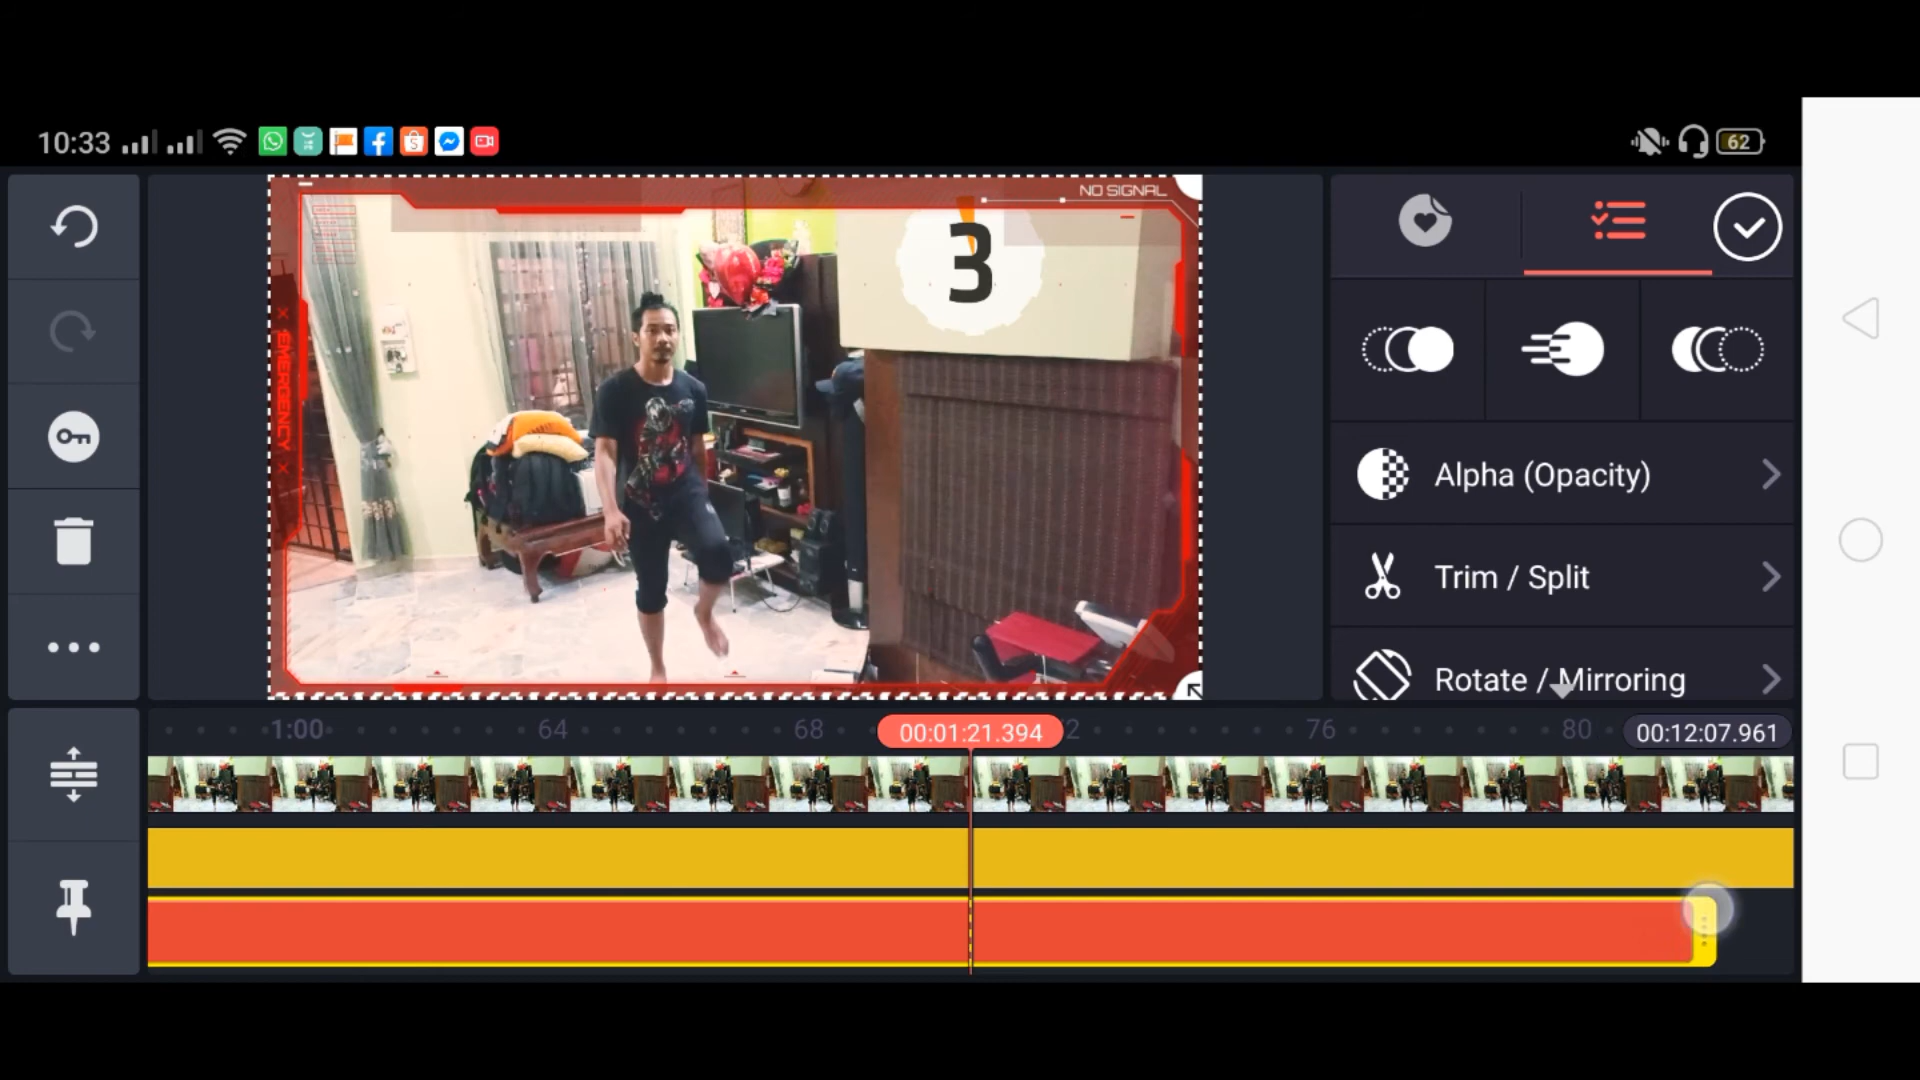 10:33
62
NO SIGNAL
3
× EMERGENCY ×
Alpha (Opacity)
Trim / Split
Rotate / Mirroring
1:00
64
68
00:01:21.394
2
76
80
00:12:07.961